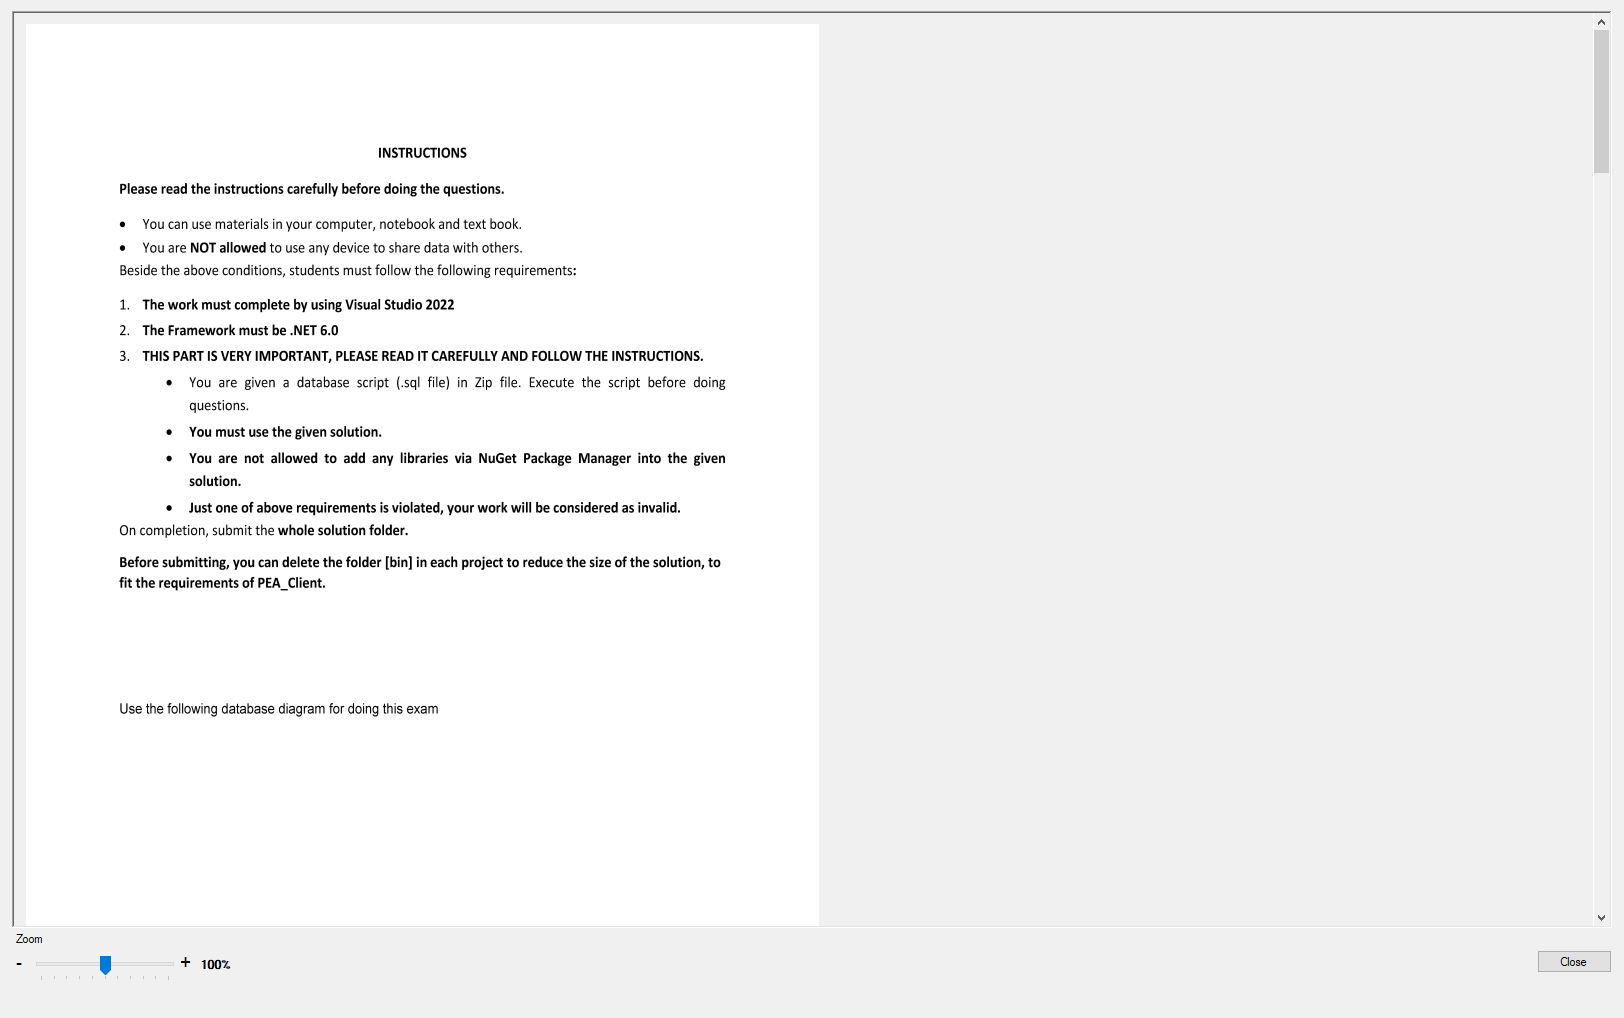 INSTRUCTIONS
Please read the instructions carefully before doing the questions.
• You can use materials in your computer, notebook and text book.
• You are NOT allowed to use any device to share data with others.
Beside the above conditions, students must follow the following requirements:
1. The work must complete by using Visual Studio 2022
2. The Framework must be .NET 6.0
3. THIS PART IS VERY IMPORTANT, PLEASE READ IT CAREFULLY AND FOLLOW THE INSTRUCTIONS.
• You are given a database script (.sql file) in Zip file. Execute the script before doing
questions.
• You must use the given solution.
• You are not allowed to add any libraries via NuGet Package Manager into the given
solution.
• Just one of above requirements is violated, your work will be considered as invalid.
On completion, submit the whole solution folder.
Before submitting, you can delete the folder [bin] in each project to reduce the size of the solution, to
fit the requirements of PEA_Client.
Use the following database diagram for doing this exam
Zoom
- + 100%
Close